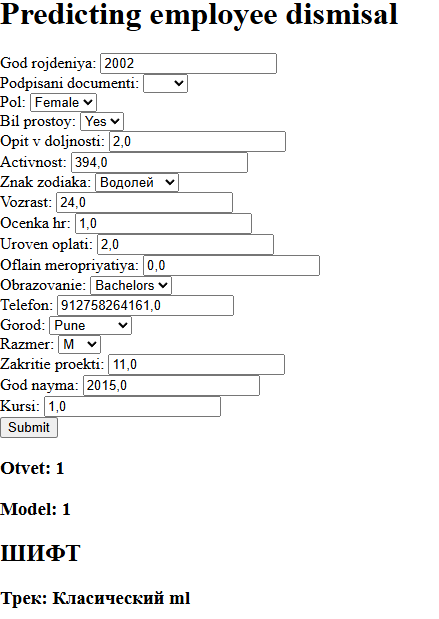 Predicting employee dismisal
God rojdeniya: 2002
Podpisani documenti:
Pol: Female
Bil prostoy: Yes
Opit v doljnosti: 2,0
Activnost: 394,0
Znak zodiaka: Водолей
Vozrast: 24,0
Ocenka hr: 1,0
Uroven oplati: 2,0
Oflain meropriyatiya: 0,0
Obrazovanie: Bachelors
Telefon: 912758264161,0
Gorod: Pune
Razmer: M
Zakritie proekti: 11,0
God nayma: 2015,0
Kursi: 1,0
Submit
Otvet: 1
Model: 1
ШИФТ
Трек: Класический ml